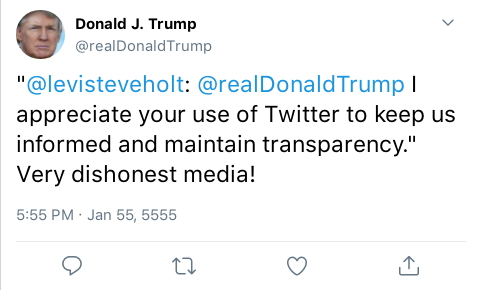 Donald J. Trump
@realDonaldTrump
"@levisteveholt: @realDonaldTrump I
appreciate your use of Twitter to keep us
informed and maintain transparency."
Very dishonest media!
5:55 PM · Jan 55, 5555